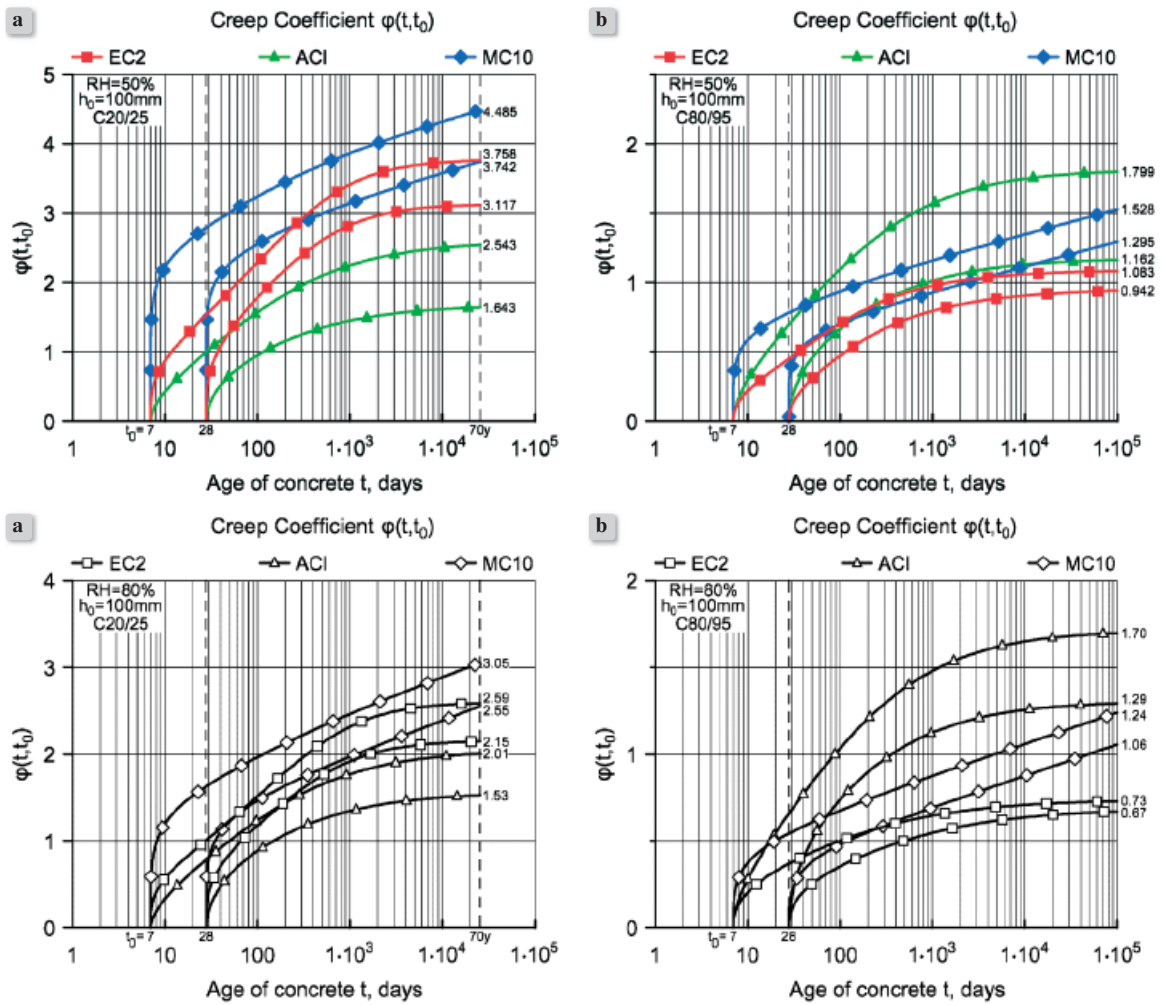 a
Creep Coefficient φ(t,t₀)
EC2 ACI MC10
RH=50%
h₀=100mm
C20/25
5
4
3
2
1
0
φ(t,t₀)
4.485
3.758
3.742
3.117
2.543
1.643
t₀= 7 28 70y
1 10 100 1·10³ 1·10⁴ 1·10⁵
Age of concrete t, days
b
Creep Coefficient φ(t,t₀)
EC2 ACI MC10
RH=50%
h₀=100mm
C80/95
2
1
0
φ(t,t₀)
1.799
1.528
1.295
1.162
1.083
0.942
t₀= 7 28
1 10 100 1·10³ 1·10⁴ 1·10⁵
Age of concrete t, days
a
Creep Coefficient φ(t,t₀)
EC2 ACI MC10
RH=80%
h₀=100mm
C20/25
4
3
2
1
0
φ(t,t₀)
3.05
2.59
2.55
2.15
2.01
1.53
t₀= 7 28 70y
1 10 100 1·10³ 1·10⁴ 1·10⁵
Age of concrete t, days
b
Creep Coefficient φ(t,t₀)
EC2 ACI MC10
RH=80%
h₀=100mm
C80/95
2
1
0
φ(t,t₀)
1.70
1.29
1.24
1.06
0.73
0.67
t₀= 7 28
1 10 100 1·10³ 1·10⁴ 1·10⁵
Age of concrete t, days